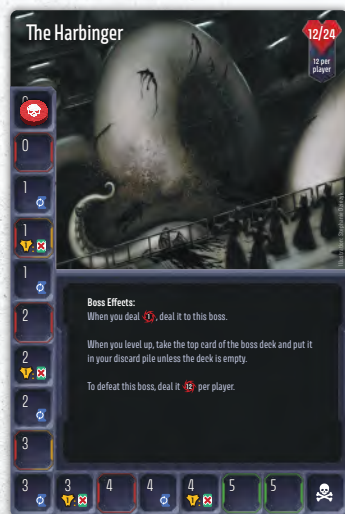 The Harbinger
12/24
12 per
player
0
1
1
1
Boss Effects:
When you deal 1, deal it to this boss.
2
When you level up, take the top card of the boss deck and put it
in your discard pile unless the deck is empty.
2
To defeat this boss, deal it 12 per player.
2
3
3
3
4
4
4
5
5